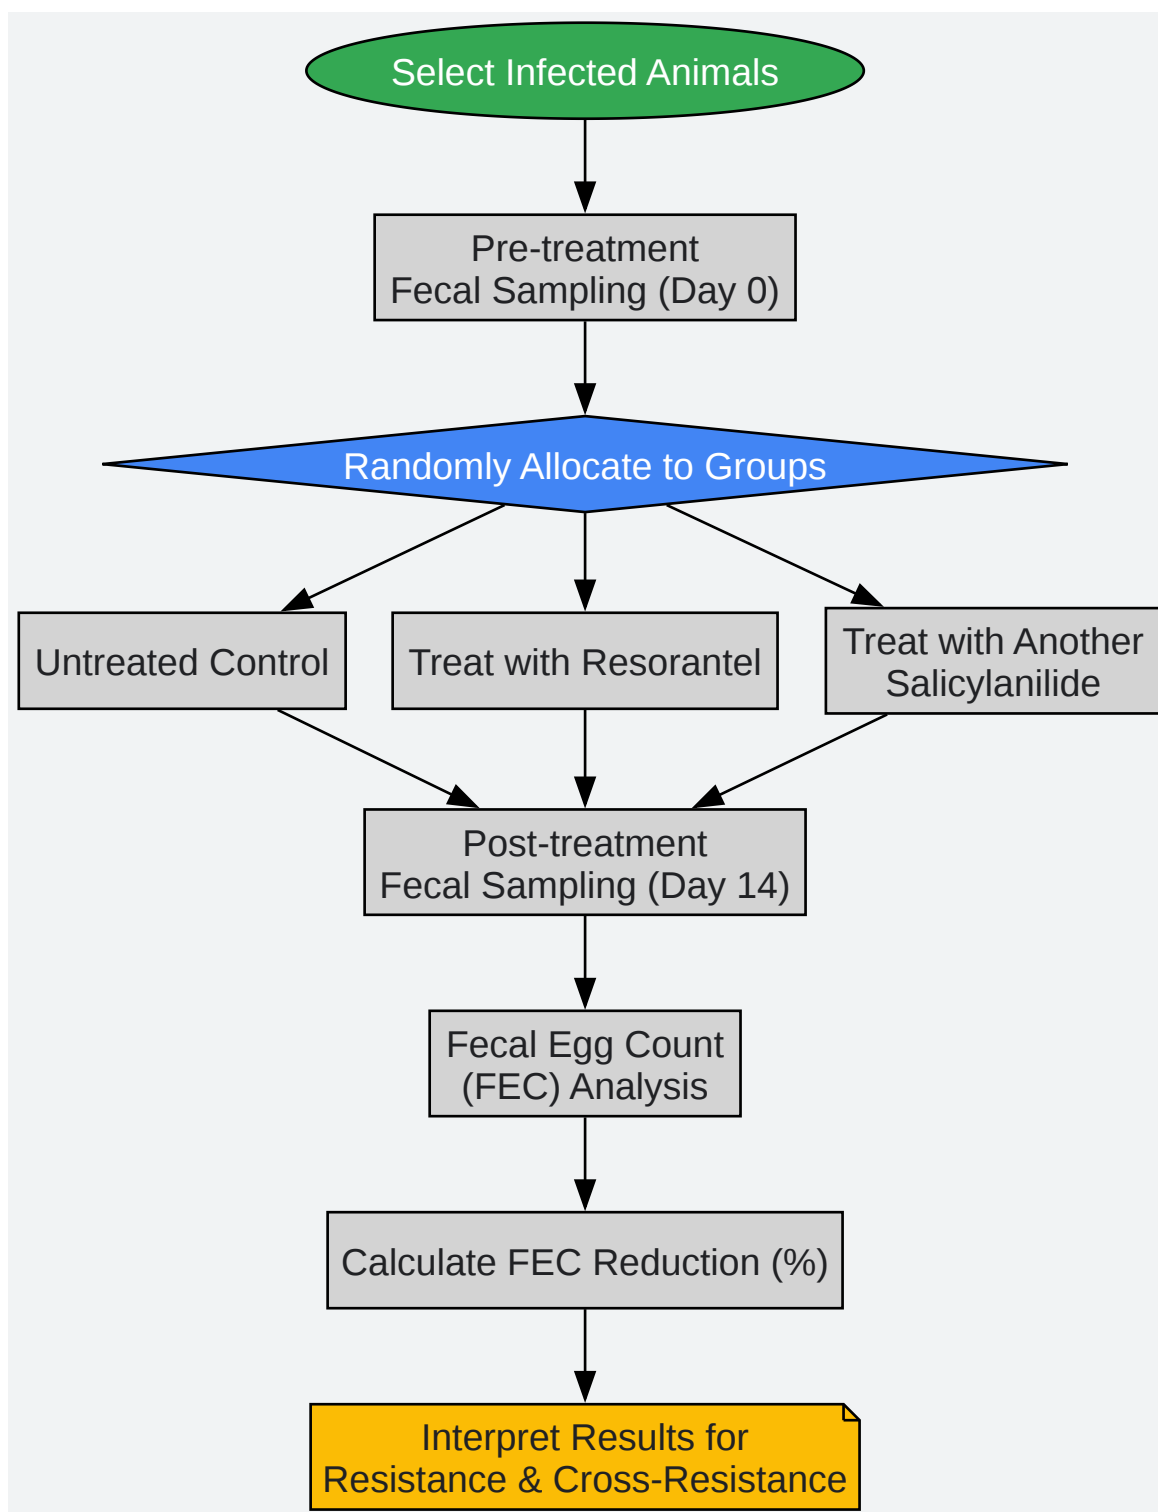 Select Infected Animals
Pre-treatment
Fecal Sampling (Day 0)
Randomly Allocate to Groups
Untreated Control
Treat with Resorantel
Treat with Another
Salicylanilide
Post-treatment
Fecal Sampling (Day 14)
Fecal Egg Count
(FEC) Analysis
Calculate FEC Reduction (%)
Interpret Results for
Resistance & Cross-Resistance